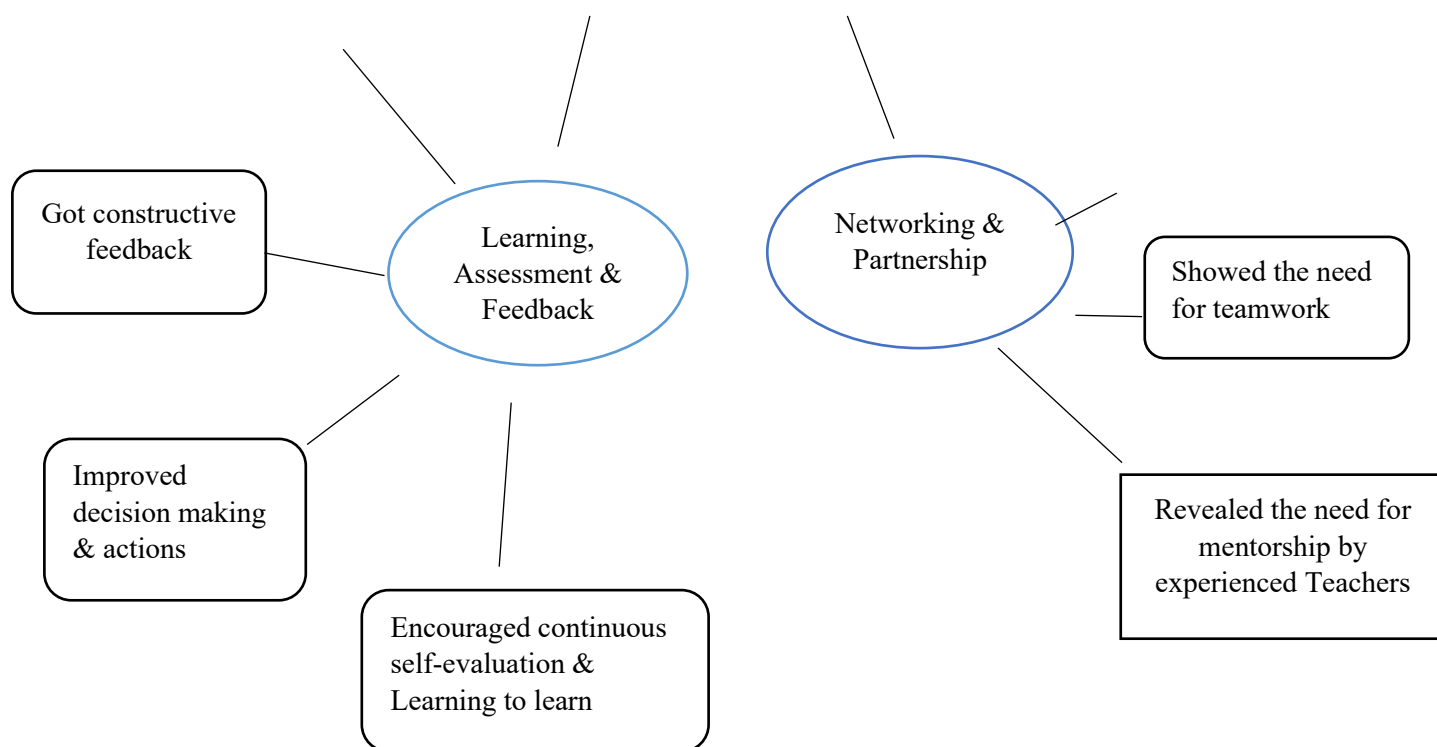 Got constructive
feedback
Learning,
Assessment &
Feedback
Networking &
Partnership
Showed the need
for teamwork
Improved
decision making
& actions
Revealed the need for
mentorship by
experienced Teachers
Encouraged continuous
self-evaluation &
Learning to learn